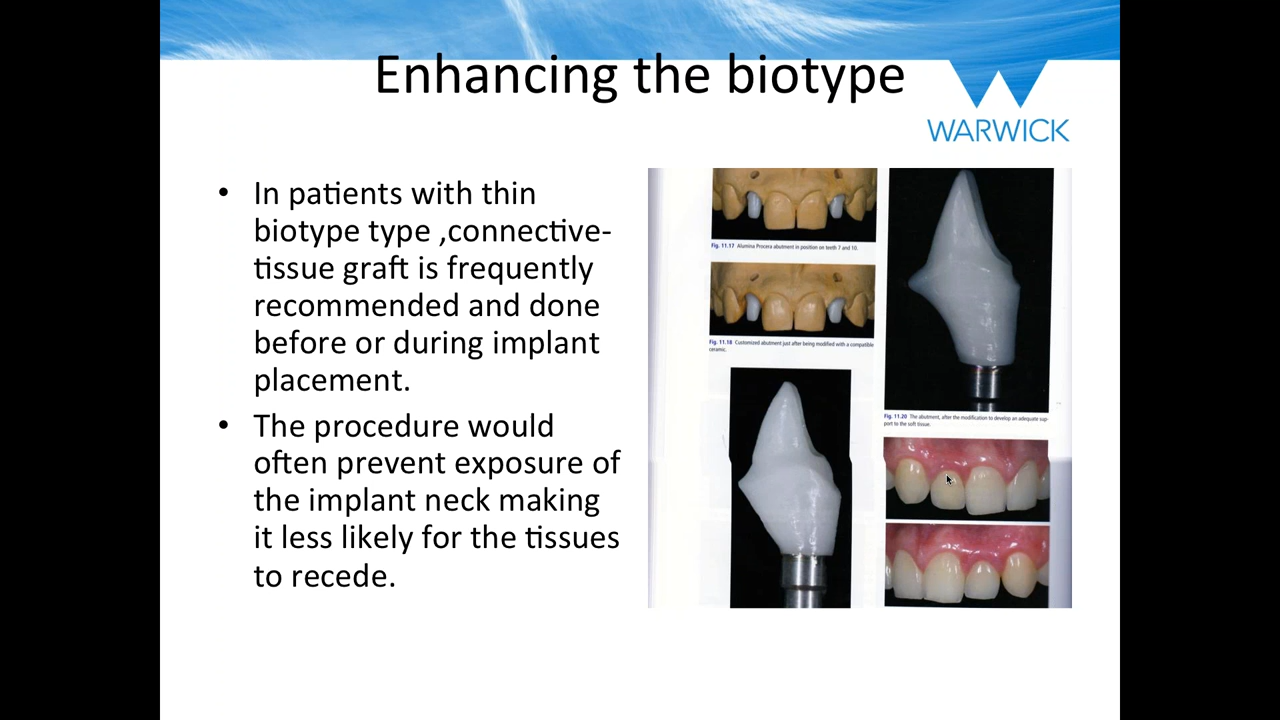 Enhancing the biotype
WARWICK
• In patients with thin
biotype type ,connective-
tissue graft is frequently
recommended and done
before or during implant
placement.
• The procedure would
often prevent exposure of
the implant neck making
it less likely for the tissues
to recede.
Fig. 11.17 Alumina Procera abutment in position on teeth 7 and 10.
Fig. 11.18 Customized abutment just after being modified with a compatible
ceramic.
Fig. 11.20 The abutment, after the modification to develop an adequate sup-
port to the soft tissue.